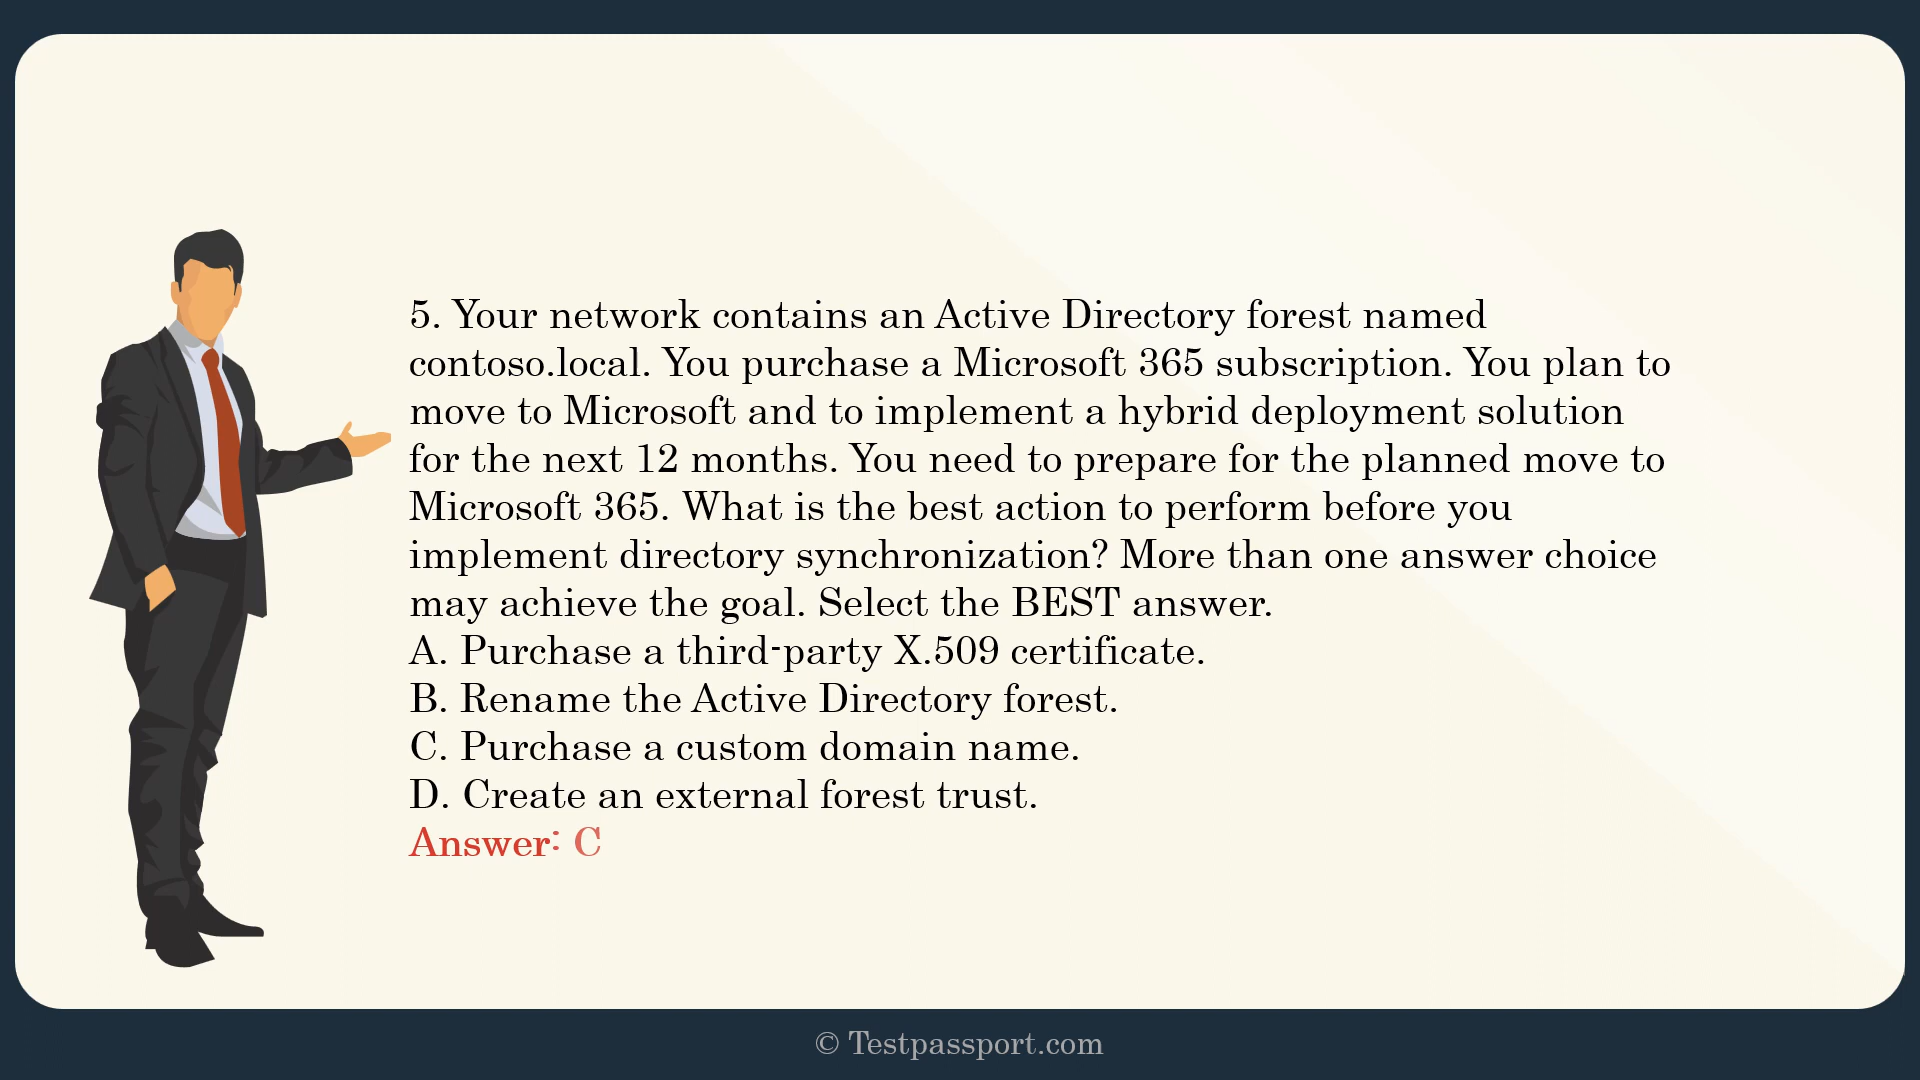 5. Your network contains an Active Directory forest named
contoso.local. You purchase a Microsoft 365 subscription. You plan to
move to Microsoft and to implement a hybrid deployment solution
for the next 12 months. You need to prepare for the planned move to
Microsoft 365. What is the best action to perform before you
implement directory synchronization? More than one answer choice
may achieve the goal. Select the BEST answer.
A. Purchase a third-party X.509 certificate.
B. Rename the Active Directory forest.
C. Purchase a custom domain name.
D. Create an external forest trust.
Answer: C
© Testpassport.com